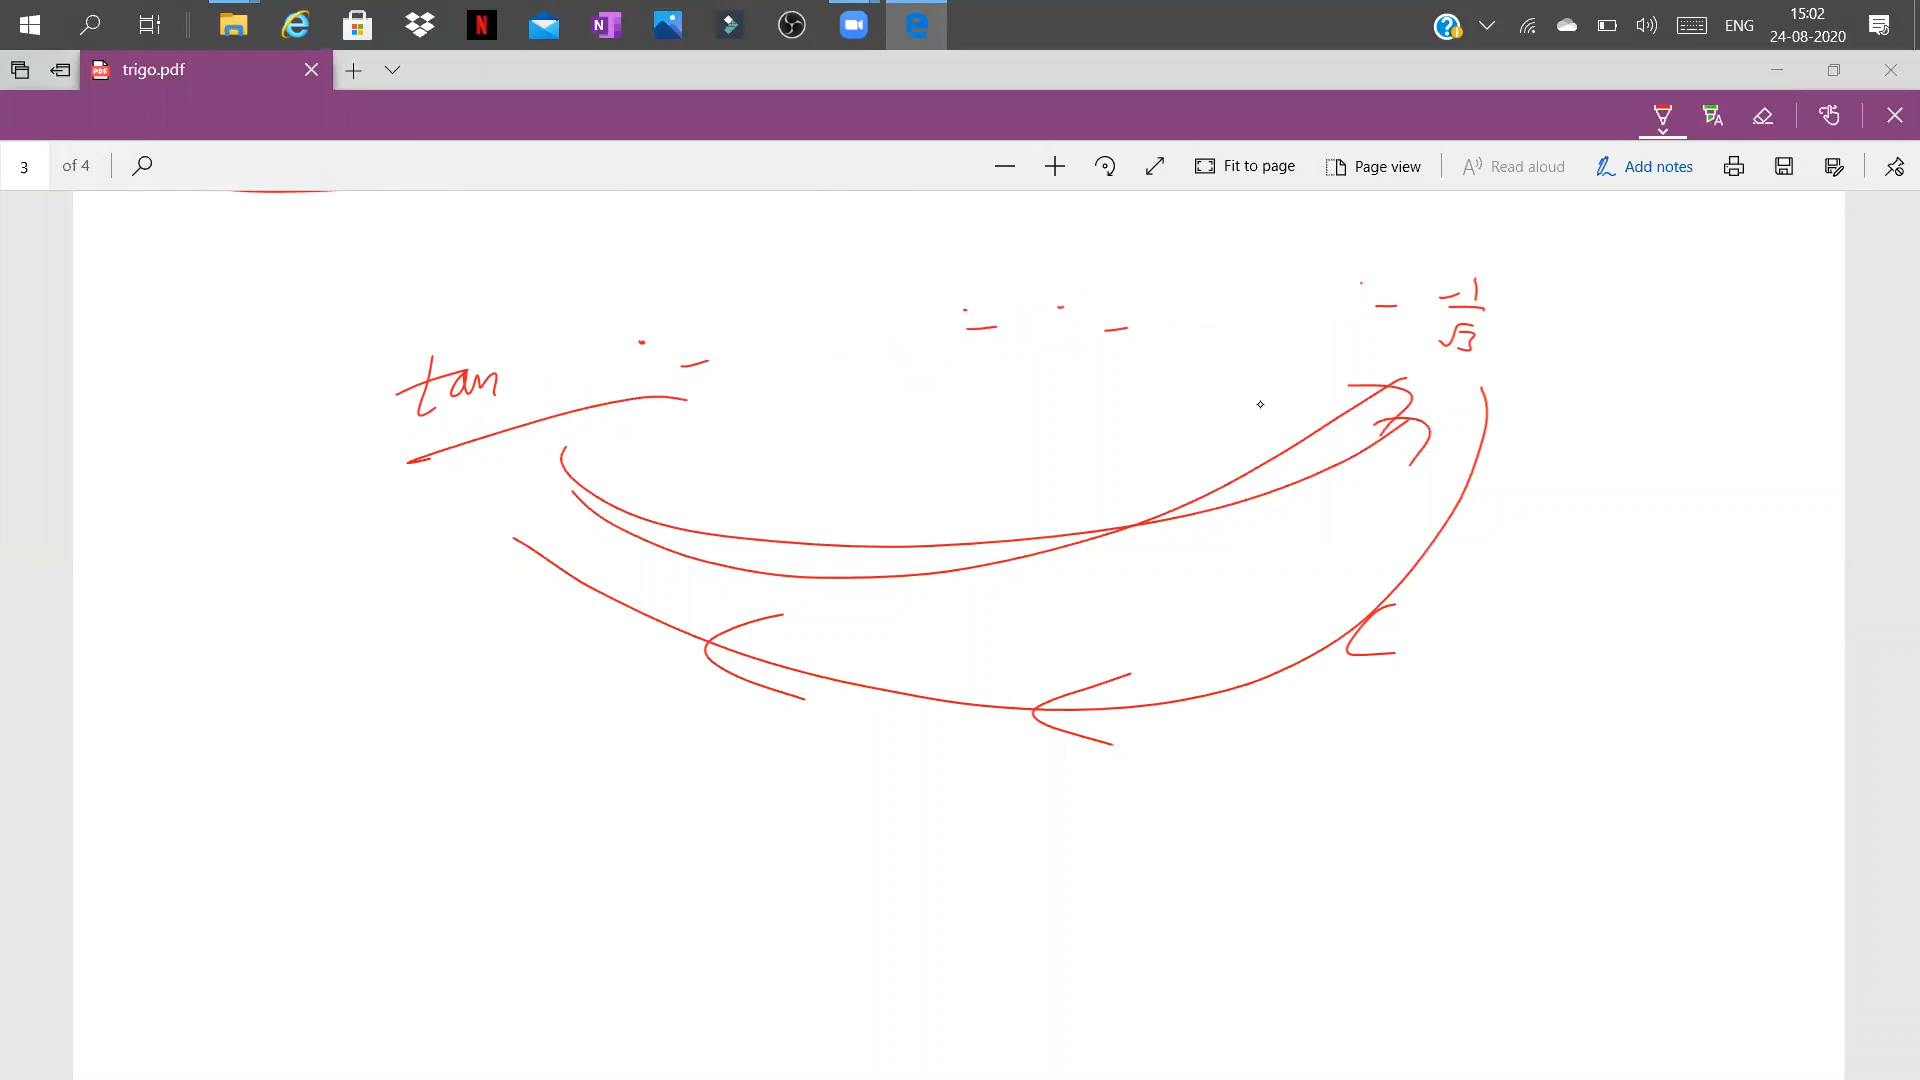 15:02
ENG
24-08-2020
trigo.pdf
3 of 4 Fit to page Page view Read aloud Add notes
-1
√3
tan